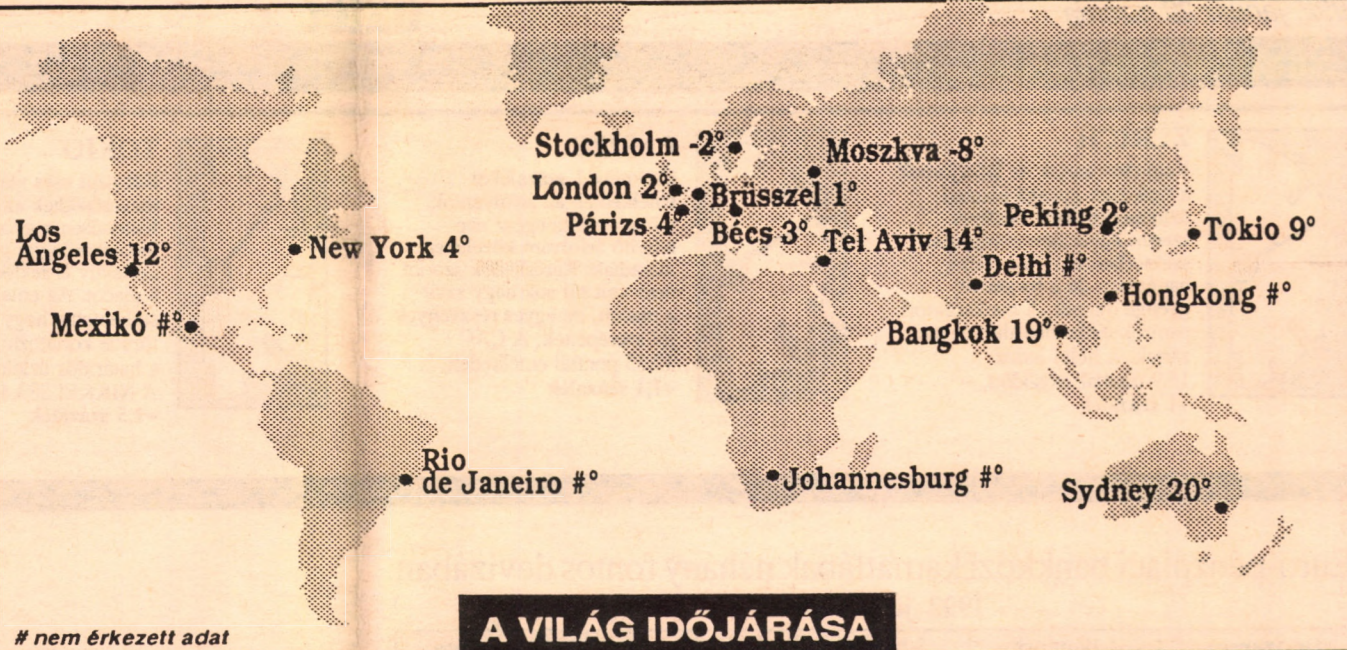 Stockholm -2°
Moszkva -8°
London 2°
Brüsszel 1°
Párizs 4°
Bécs 3°
Peking 2°
Tokio 9°
Los
Angeles 12°
New York 4°
Tel Aviv 14°
Delhi #°
Hongkong #°
Mexikó #°
Bangkok 19°
Rio
de Janeiro #°
Johannesburg #°
Sydney 20°
# nem érkezett adat
A VILÁG IDŐJÁRÁSA